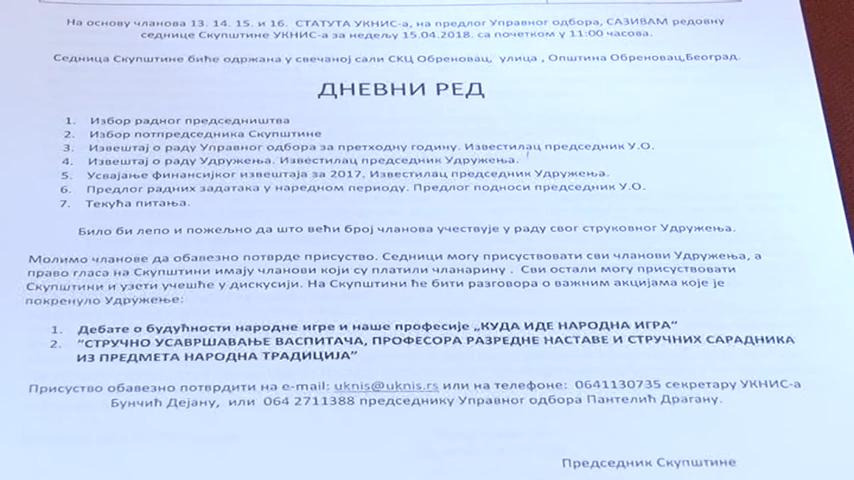 На основу чланова 13. 14. 15. и 16. СТАТУТА УКНИС-а, на предлог Управног одбора, САЗИВАМ редовну
седнице Скупштине УКНИС-а за недељу 15.04.2018. са почетком у 11:00 часова.
Седница Скупштине биће одржана у свечаној сали СКЦ Обреновац, улица , Општина Обреновац,Београд.
ДНЕВНИ РЕД
1. Избор радног председништва
2. Избор потпредседника Скупштине
3. Извештај о раду Управног одбора за претходну годину. Известилац председник У.О.
4. Извештај о раду Удружења. Известилац председник Удружења.
5. Усвајање финансијког извештаја за 2017. Известилац председник Удружења.
6. Предлог радних задатака у наредном периоду. Предлог подноси председник У.О.
7. Текућа питања.
Било би лепо и пожељно да што већи број чланова учествује у раду свог струковног Удружења.
Молимо чланове да обавезно потврде присуство. Седници могу присуствовати сви чланови Удружења, а
право гласа на Скупштини имају чланови који су платили чланарину . Сви остали могу присуствовати
Скупштини и узети учешће у дискусији. На Скупштини ће бити разговора о важним акцијама које је
покренуло Удружење:
1. Дебате о будућности народне игре и наше професије „КУДА ИДЕ НАРОДНА ИГРА“
2. “СТРУЧНО УСАВРШАВАЊЕ ВАСПИТАЧА, ПРОФЕСОРА РАЗРЕДНЕ НАСТАВЕ И СТРУЧНИХ САРАДНИКА
ИЗ ПРЕДМЕТА НАРОДНА ТРАДИЦИЈА”
Присуство обавезно потврдити на e-mail: uknis@uknis.rs или на телефоне: 0641130735 секретару УКНИС-а
Бунчић Дејану, или 064 2711388 председнику Управног одбора Пантелић Драгану.
Председник Скупштине